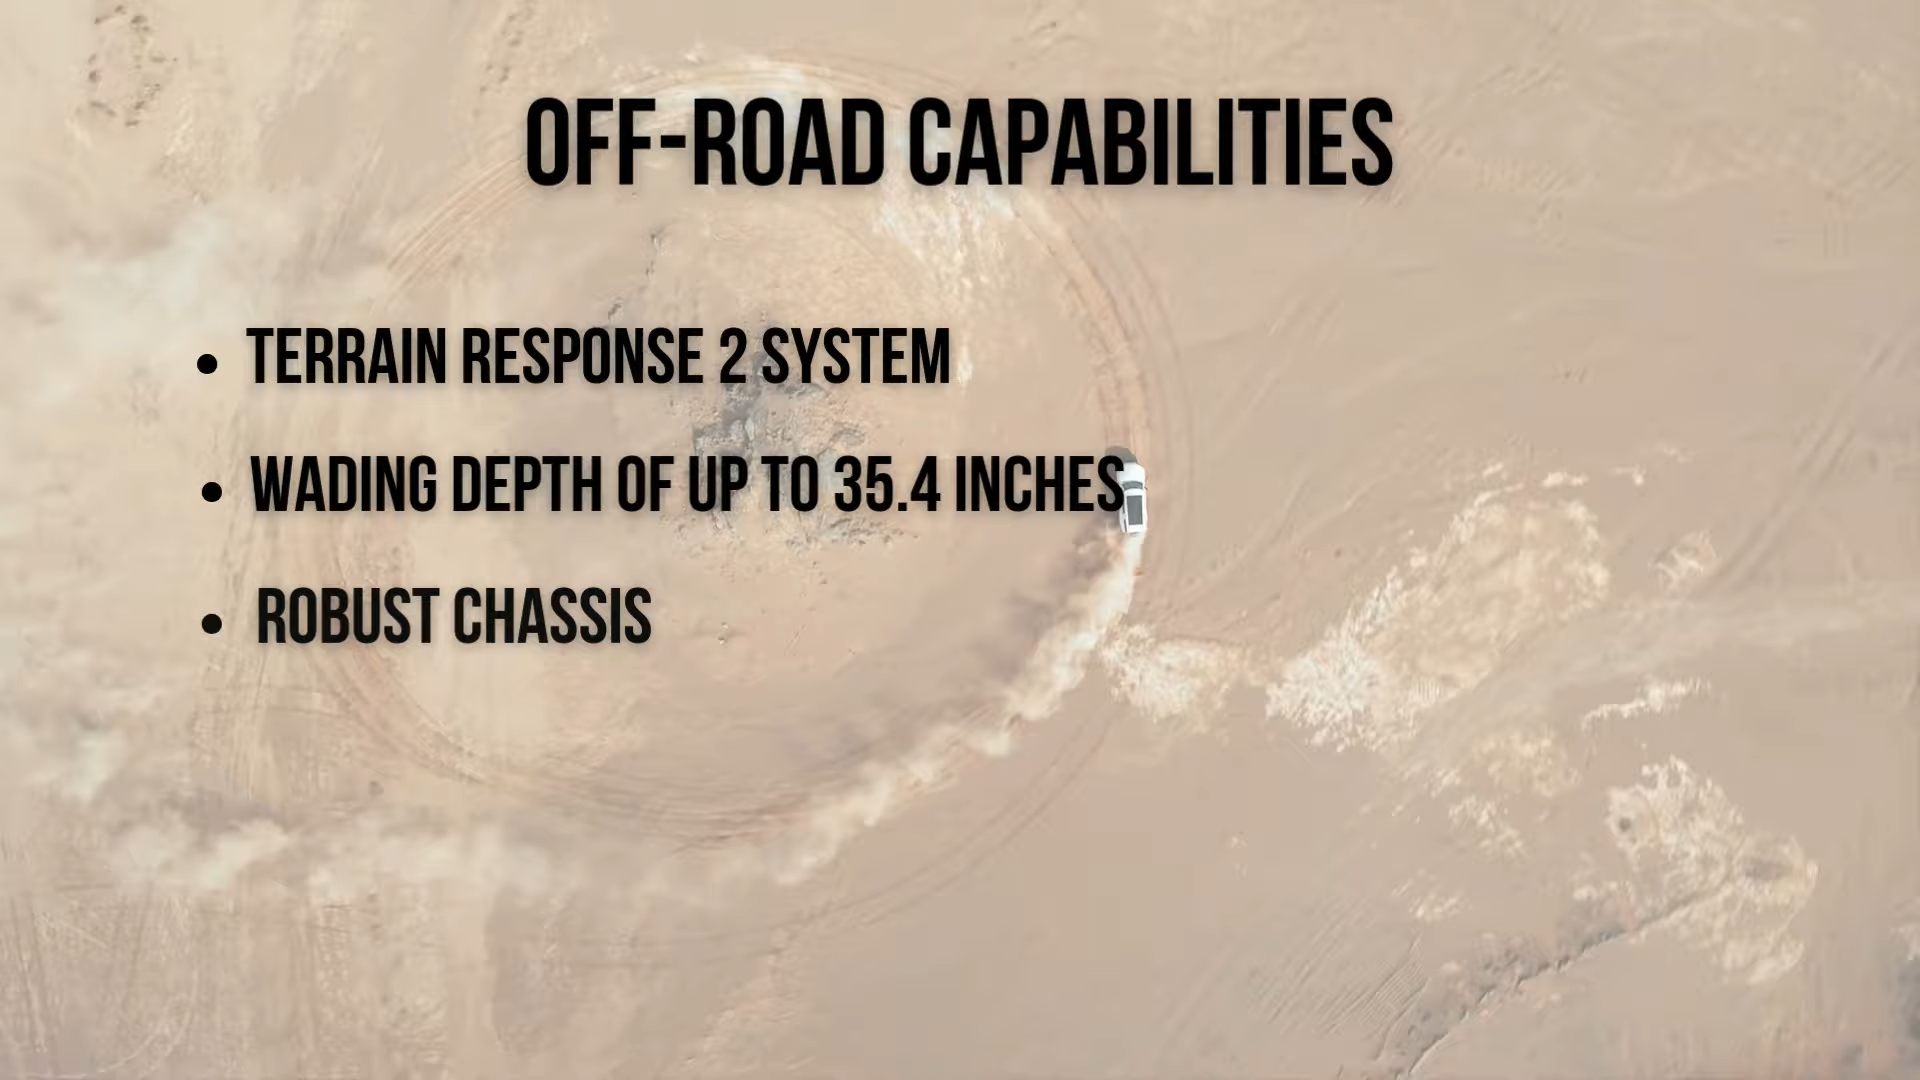 OFF-ROAD CAPABILITIES
• TERRAIN RESPONSE 2 SYSTEM
• WADING DEPTH OF UP TO 35.4 INCHES
• ROBUST CHASSIS